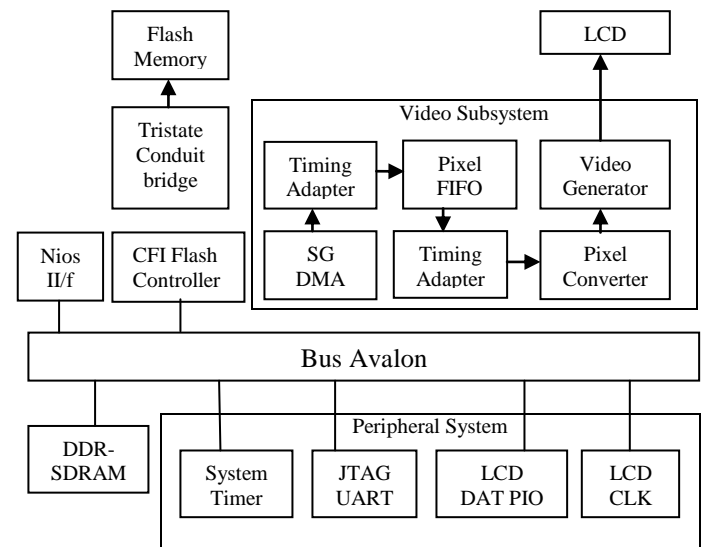 Flash
Memory
LCD
Tristate
Conduit
bridge
Video Subsystem
Timing
Adapter
Pixel
FIFO
Video
Generator
SG
DMA
Timing
Adapter
Pixel
Converter
Nios
II/f
CFI Flash
Controller
Bus Avalon
DDR-
SDRAM
Peripheral System
System
Timer
JTAG
UART
LCD
DAT PIO
LCD
CLK